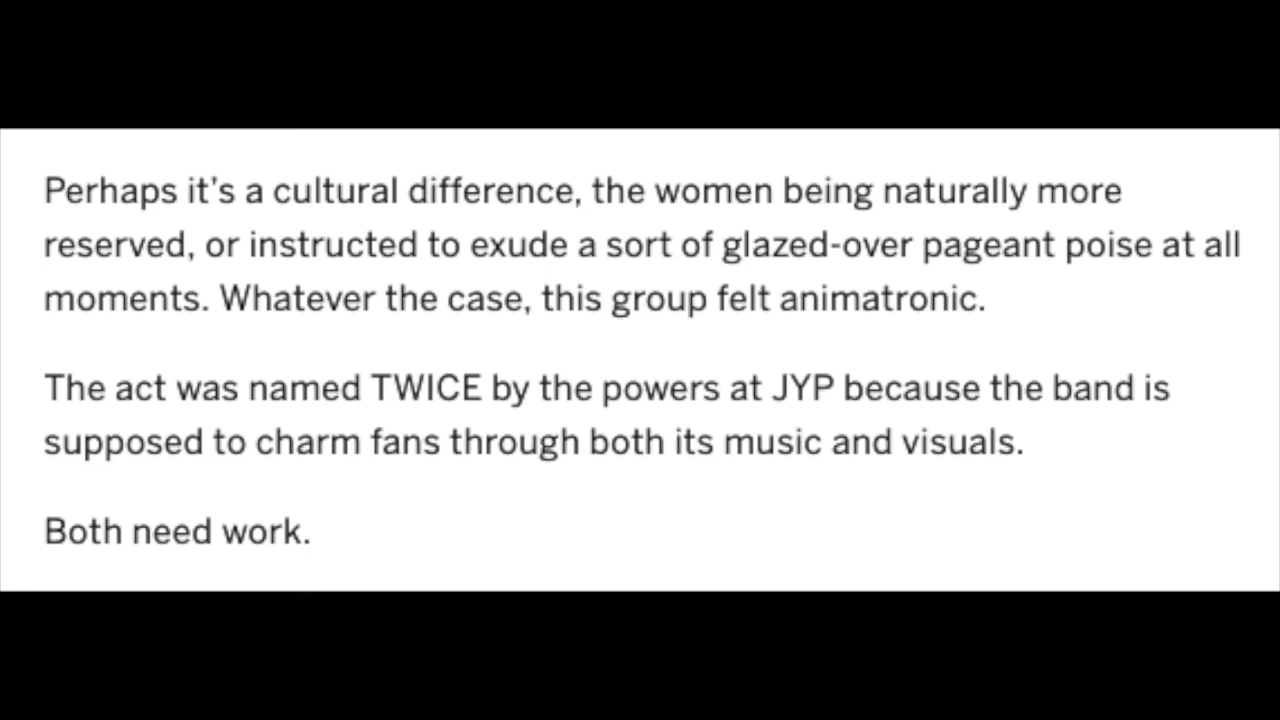 Perhaps it's a cultural difference, the women being naturally more
reserved, or instructed to exude a sort of glazed-over pageant poise at all
moments. Whatever the case, this group felt animatronic.
The act was named TWICE by the powers at JYP because the band is
supposed to charm fans through both its music and visuals.
Both need work.